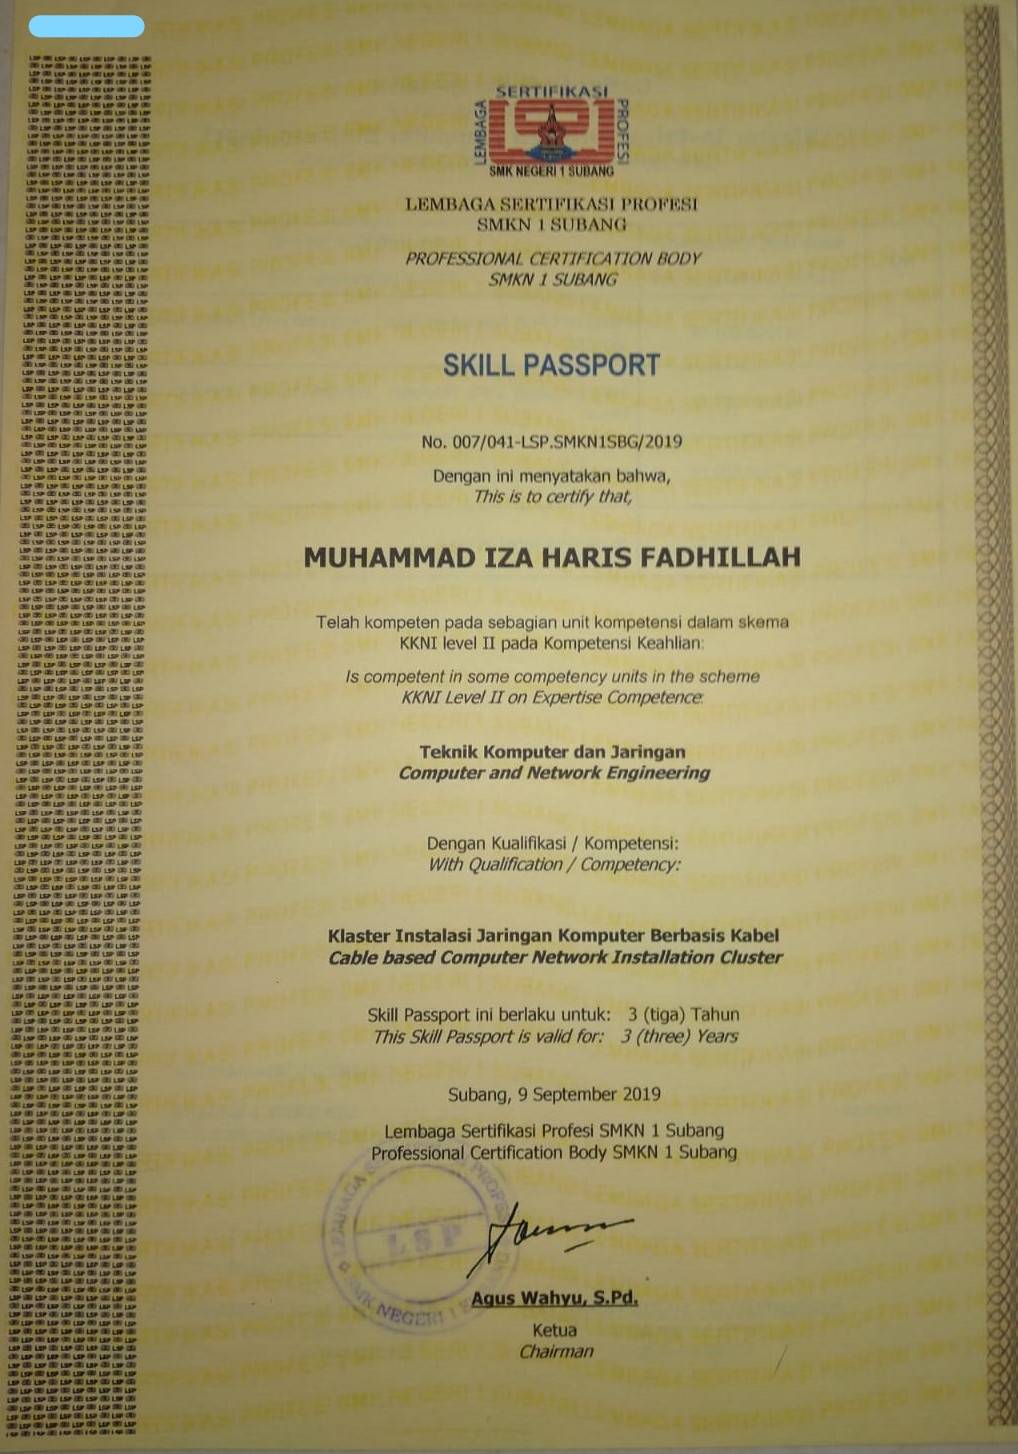 SERTIFIKASI
LEMBAGA
PROFESI
SMK NEGERI 1 SUBANG
LEMBAGA SERTIFIKASI PROFESI
SMKN 1 SUBANG
PROFESSIONAL CERTIFICATION BODY
SMKN 1 SUBANG
SKILL PASSPORT
No. 007/041-LSP.SMKN1SBG/2019
Dengan ini menyatakan bahwa,
This is to certify that,
MUHAMMAD IZA HARIS FADHILLAH
Telah kompeten pada sebagian unit kompetensi dalam skema
KKNI level II pada Kompetensi Keahlian:
Is competent in some competency units in the scheme
KKNI Level II on Expertise Competence:
Teknik Komputer dan Jaringan
Computer and Network Engineering
Dengan Kualifikasi / Kompetensi:
With Qualification / Competency:
Klaster Instalasi Jaringan Komputer Berbasis Kabel
Cable based Computer Network Installation Cluster
Skill Passport ini berlaku untuk: 3 (tiga) Tahun
This Skill Passport is valid for: 3 (three) Years
Subang, 9 September 2019
Lembaga Sertifikasi Profesi SMKN 1 Subang
Professional Certification Body SMKN 1 Subang
LSP
Agus Wahyu, S.Pd.
Ketua
Chairman